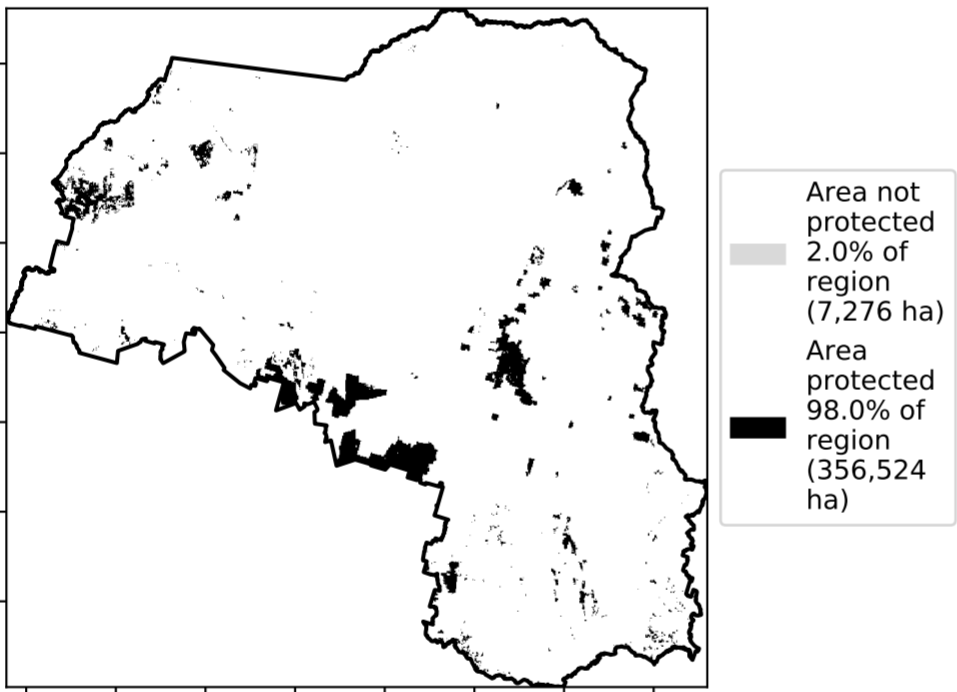 Area not
protected
2.0% of
region
(7,276 ha)
Area
protected
98.0% of
region
(356,524
ha)